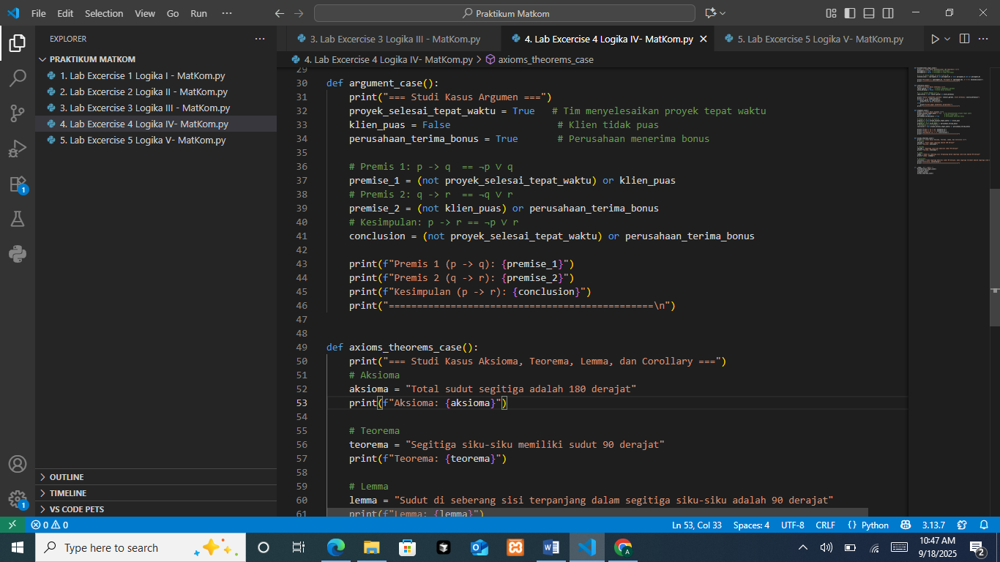 File Edit Selection View Go Run ···
Praktikum Matkom
EXPLORER ···
PRAKTIKUM MATKOM
1. Lab Excercise 1 Logika I - MatKom.py
2. Lab Excercise 2 Logika II - MatKom.py
3. Lab Excercise 3 Logika III - MatKom.py
4. Lab Excercise 4 Logika IV- MatKom.py
5. Lab Excercise 5 Logika V- MatKom.py
1
OUTLINE
TIMELINE
VS CODE PETS
1
3. Lab Excercise 3 Logika III - MatKom.py
4. Lab Excercise 4 Logika IV- MatKom.py
5. Lab Excercise 5 Logika V- MatKom.py
4. Lab Excercise 4 Logika IV- MatKom.py > axioms_theorems_case
29
30 def argument_case():
31 print("=== Studi Kasus Argumen ===")
32 proyek_selesai_tepat_waktu = True # Tim menyelesaikan proyek tepat waktu
33 klien_puas = False # Klien tidak puas
34 perusahaan_terima_bonus = True # Perusahaan menerima bonus
35
36 # Premis 1: p -> q == ¬p ∨ q
37 premise_1 = (not proyek_selesai_tepat_waktu) or klien_puas
38 # Premis 2: q -> r == ¬q ∨ r
39 premise_2 = (not klien_puas) or perusahaan_terima_bonus
40 # Kesimpulan: p -> r == ¬p ∨ r
41 conclusion = (not proyek_selesai_tepat_waktu) or perusahaan_terima_bonus
42
43 print(f"Premis 1 (p -> q): {premise_1}")
44 print(f"Premis 2 (q -> r): {premise_2}")
45 print(f"Kesimpulan (p -> r): {conclusion}")
46 print("===============================================\n")
47
48
49 def axioms_theorems_case():
50 print("=== Studi Kasus Aksioma, Teorema, Lemma, dan Corollary ===")
51 # Aksioma
52 aksioma = "Total sudut segitiga adalah 180 derajat"
53 print(f"Aksioma: {aksioma}")
54
55 # Teorema
56 teorema = "Segitiga siku-siku memiliki sudut 90 derajat"
57 print(f"Teorema: {teorema}")
58
59 # Lemma
60 lemma = "Sudut di seberang sisi terpanjang dalam segitiga siku-siku adalah 90 derajat"
61 print(f"Lemma: {lemma}")
0 0 Ln 53, Col 33 Spaces: 4 UTF-8 CRLF {} Python 3.13.7
Type here to search
10:47 AM
9/18/2025
2